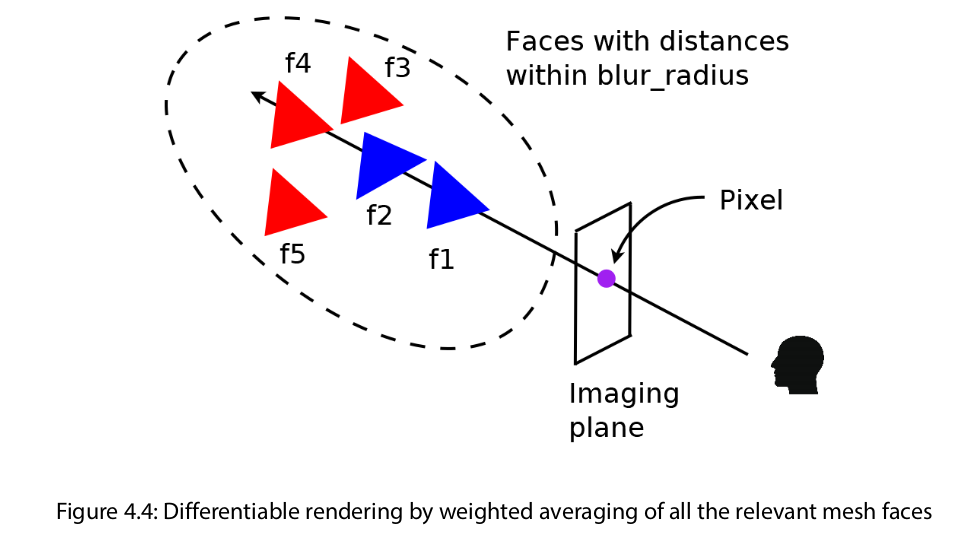 Faces with distances
within blur_radius
f4
f3
f2
f5
f1
Pixel
Imaging
plane
Figure 4.4: Differentiable rendering by weighted averaging of all the relevant mesh faces